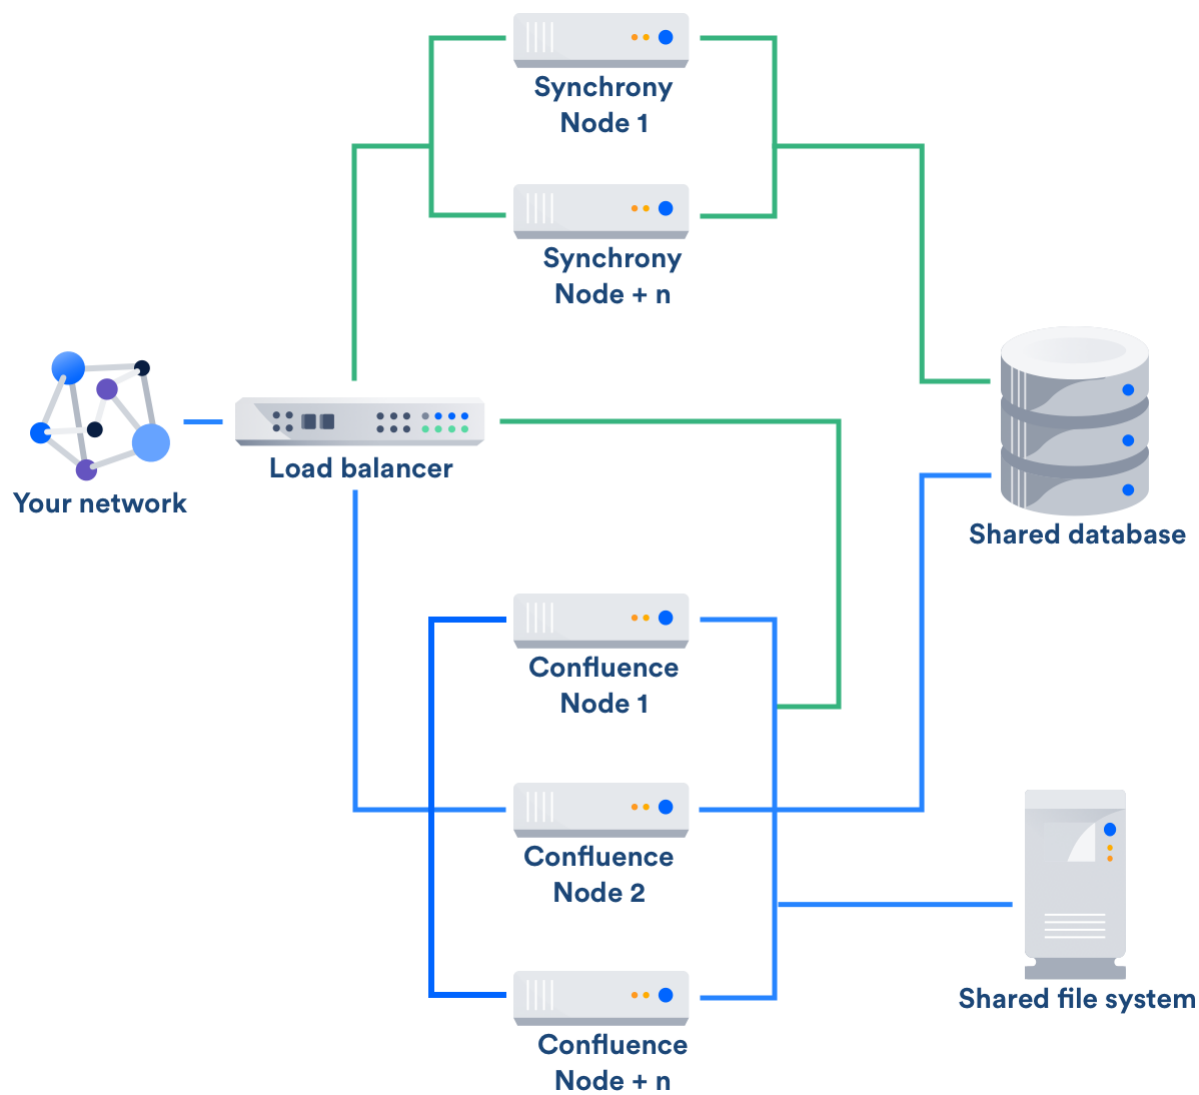 Synchrony
Node 1
Synchrony
Node + n
Your network
Load balancer
Shared database
Confluence
Node 1
Confluence
Node 2
Shared file system
Confluence
Node + n